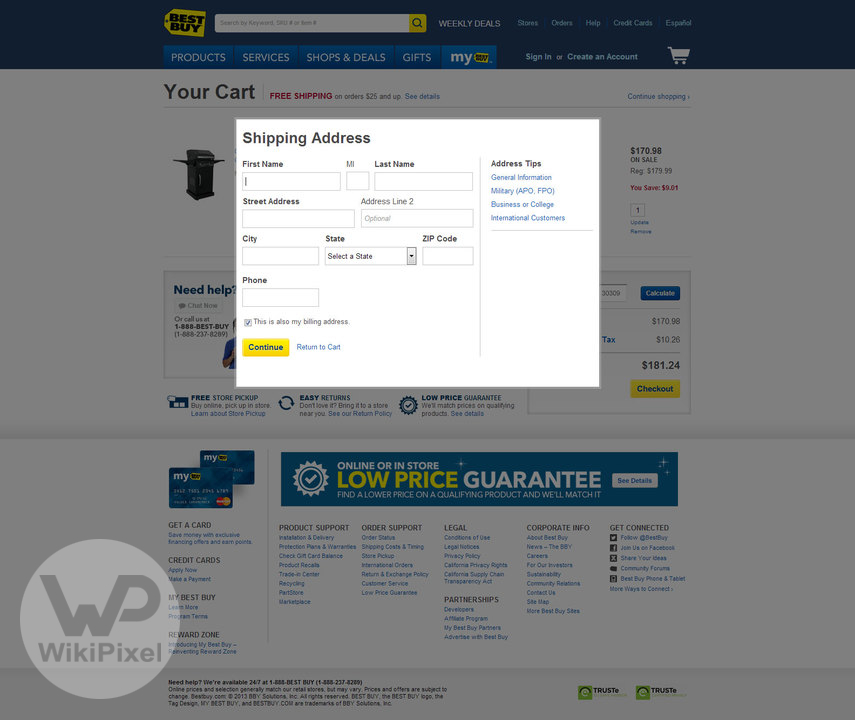 BEST BUY
Search by Keyword, SKU # or Item #
WEEKLY DEALS
Stores Orders Help Credit Cards Español
PRODUCTS SERVICES SHOPS & DEALS GIFTS my BEST BUY
Sign In or Create an Account
Your Cart FREE SHIPPING on orders $25 and up. See details
Continue shopping ›
Shipping Address
First Name MI Last Name
Street Address Address Line 2
Optional
City State ZIP Code
Select a State
Phone
This is also my billing address.
Continue Return to Cart
Address Tips
General Information
Military (APO, FPO)
Business or College
International Customers
$170.98
ON SALE
Reg: $179.99
You Save: $9.01
1
Update
Remove
Need help?
Chat Now
Or call us at
1-888-BEST-BUY
(1-888-237-8289)
30309 Calculate
$170.98
Tax $10.26
$181.24
Checkout
FREE STORE PICKUP
Buy online, pick up in store.
Learn about Store Pickup
EASY RETURNS
Don't love it? Bring it to a store
near you. See our Return Policy
LOW PRICE GUARANTEE
We'll match prices on qualifying
products. See details
my BEST BUY
my BEST BUY
ONLINE OR IN STORE
LOW PRICE GUARANTEE
FIND A LOWER PRICE ON A QUALIFYING PRODUCT AND WE'LL MATCH IT
See Details
GET A CARD
Save money with exclusive
financing offers and earn points.
CREDIT CARDS
Apply Now
Make a Payment
MY BEST BUY
Learn More
Program Terms
REWARD ZONE
Introducing My Best Buy –
Reinventing Reward Zone
PRODUCT SUPPORT
Installation & Delivery
Protection Plans & Warranties
Check Gift Card Balance
Product Recalls
Trade-in Center
Recycling
PartStore
Marketplace
ORDER SUPPORT
Order Status
Shipping Costs & Timing
Store Pickup
International Orders
Return & Exchange Policy
Customer Service
Low Price Guarantee
LEGAL
Conditions of Use
Legal Notices
Privacy Policy
California Privacy Rights
California Supply Chain
Transparency Act
PARTNERSHIPS
Developers
Affiliate Program
My Best Buy Partners
Advertise with Best Buy
CORPORATE INFO
About Best Buy
News – The BBY
Careers
For Our Investors
Sustainability
Community Relations
Contact Us
Site Map
More Best Buy Sites
GET CONNECTED
Follow @BestBuy
Join Us on Facebook
Share Your Ideas
Community Forums
Best Buy Phone & Tablet
More Ways to Connect ›
WP
WikiPixel
Need help? We're available 24/7 at 1-888-BEST BUY (1-888-237-8289)
Online prices and selection generally match our retail stores, but may vary. Prices and offers are subject to
change. Bestbuy.com: © 2013 BBY Solutions, Inc. All rights reserved. BEST BUY, the BEST BUY logo, the
Tag Design, MY BEST BUY, and BESTBUY.COM are trademarks of BBY Solutions, Inc.
TRUSTe
TRUSTe